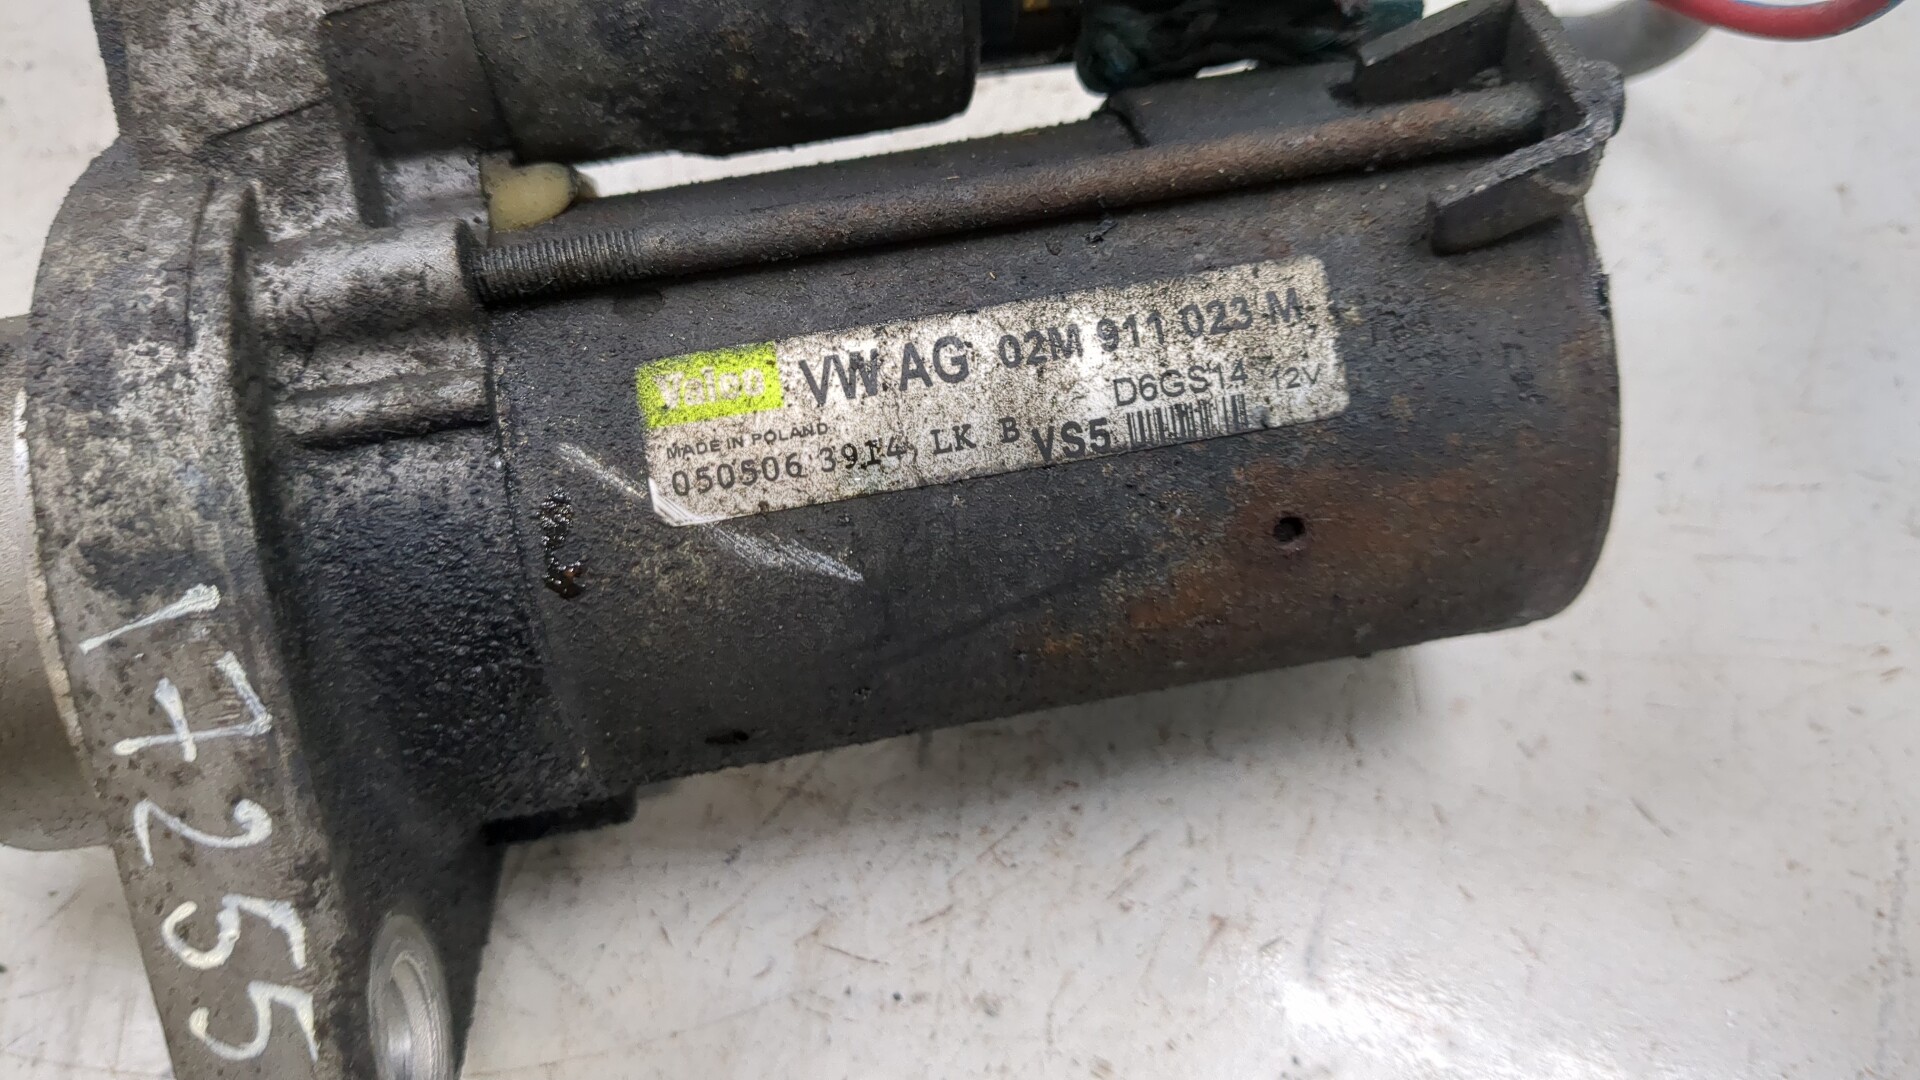 Valeo VW AG 02M 911 023 M
D6GS14 12V
MADE IN POLAND
050506 3914, LK B VS5
17255